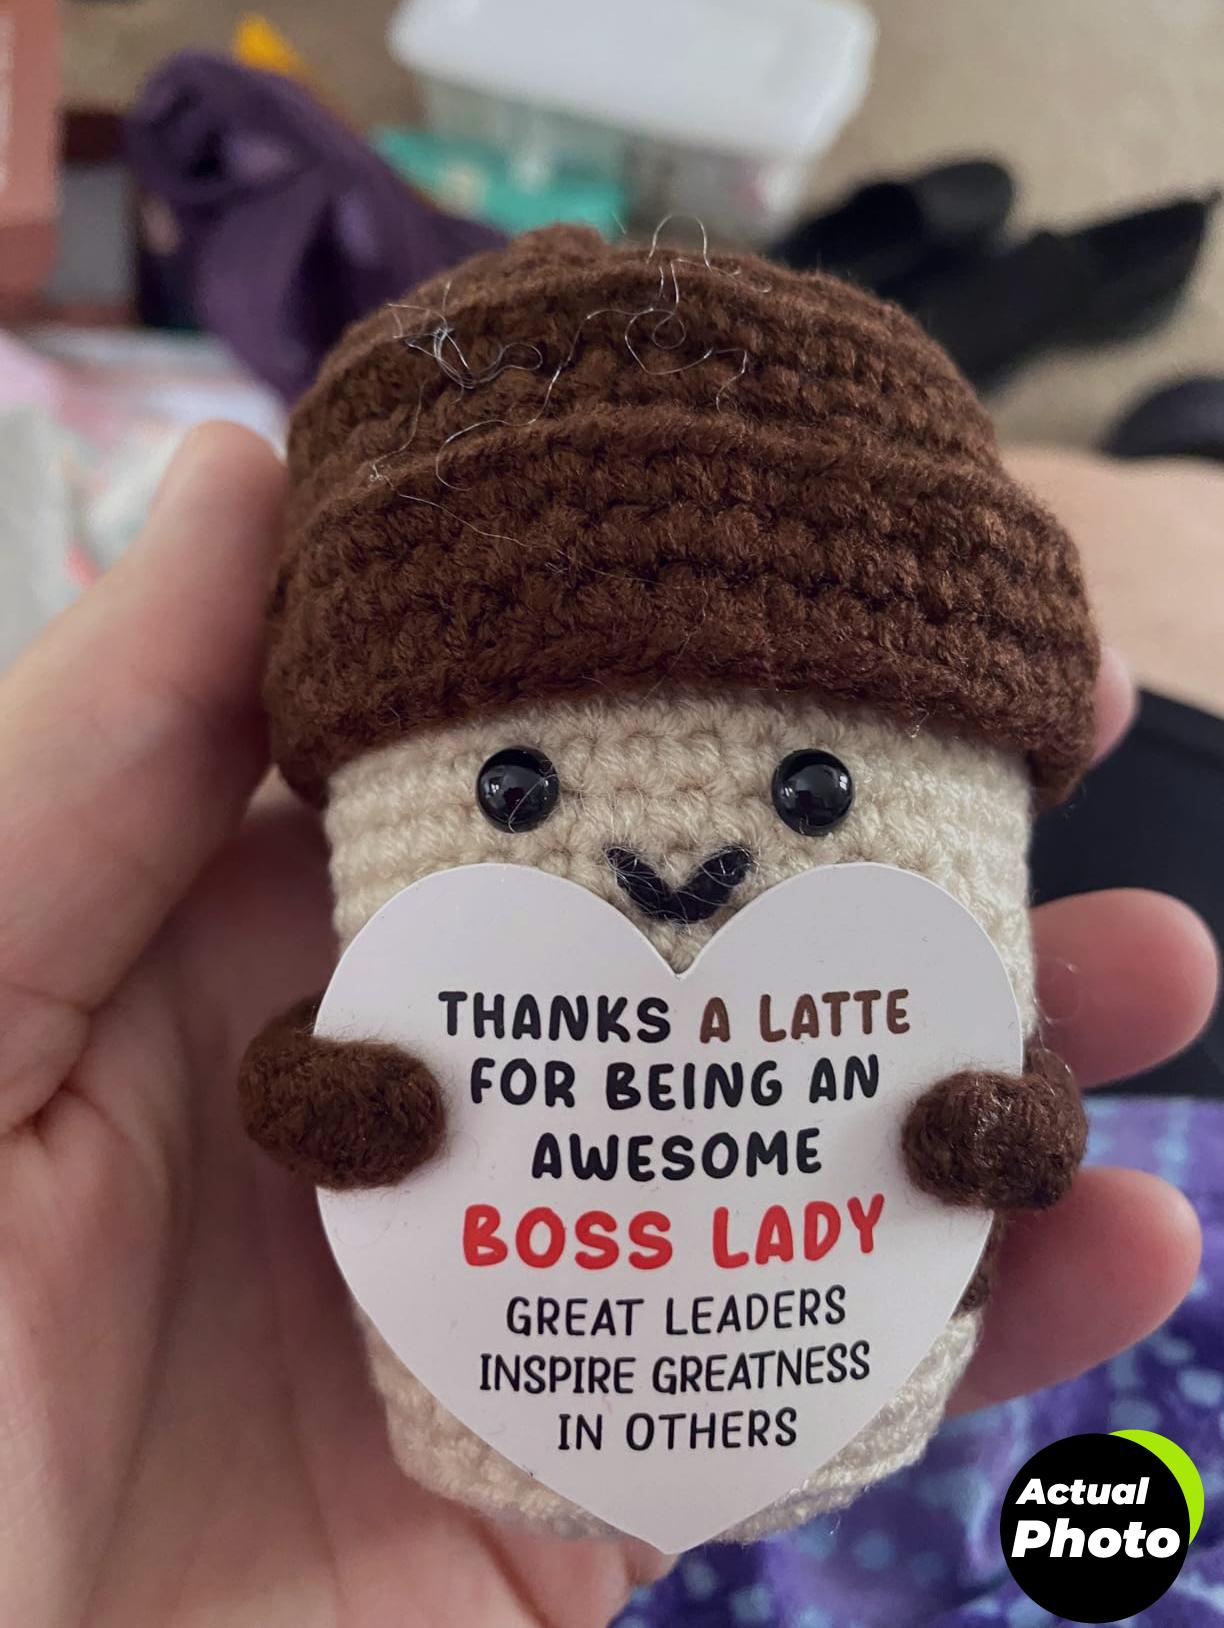 THANKS A LATTE
FOR BEING AN
AWESOME
BOSS LADY
GREAT LEADERS
INSPIRE GREATNESS
IN OTHERS
Actual
Photo